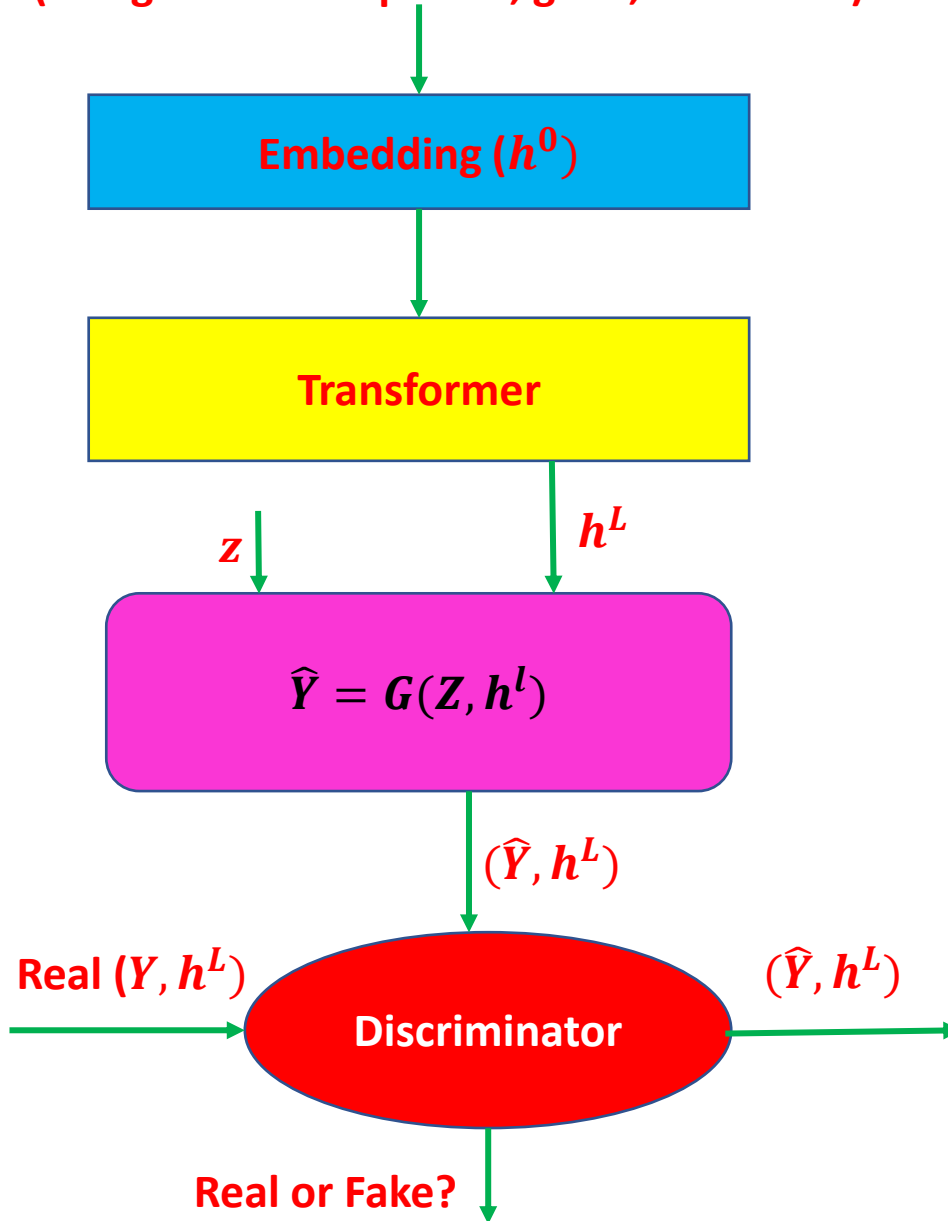 Embedding (h⁰)
Transformer
z
h^L
Ŷ = G(Z, h^l)
(Ŷ, h^L)
Real (Y, h^L)
(Ŷ, h^L)
Discriminator
Real or Fake?